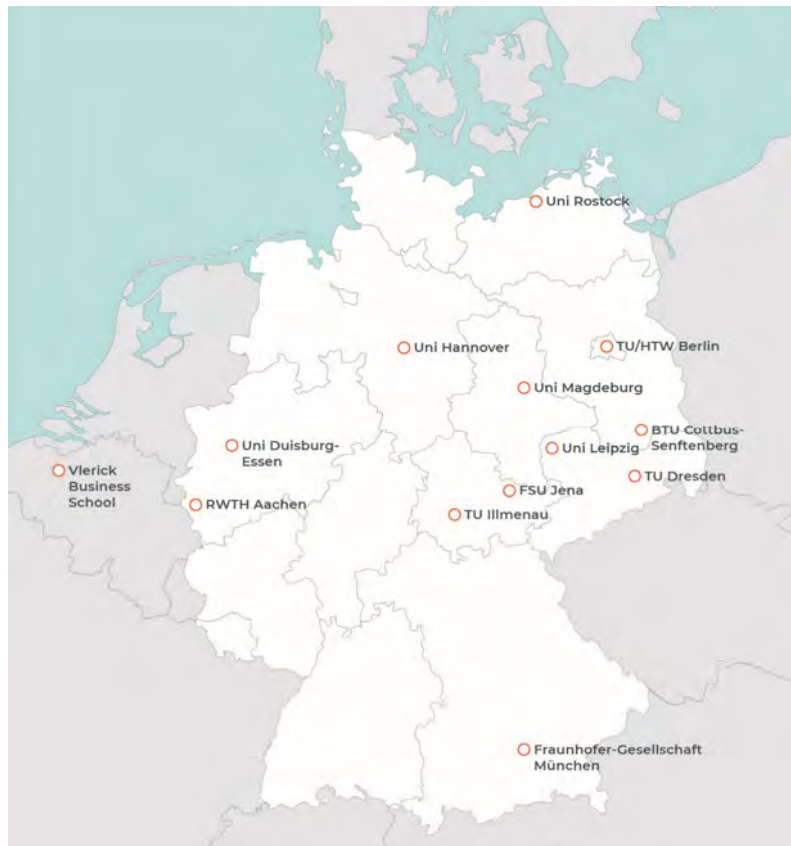 Uni Rostock
Uni Hannover
TU/HTW Berlin
Uni Magdeburg
BTU Cottbus-
Senftenberg
Uni Duisburg-
Essen
Uni Leipzig
Vlerick
Business
School
TU Dresden
FSU Jena
RWTH Aachen
TU Illmenau
Fraunhofer-Gesellschaft
München